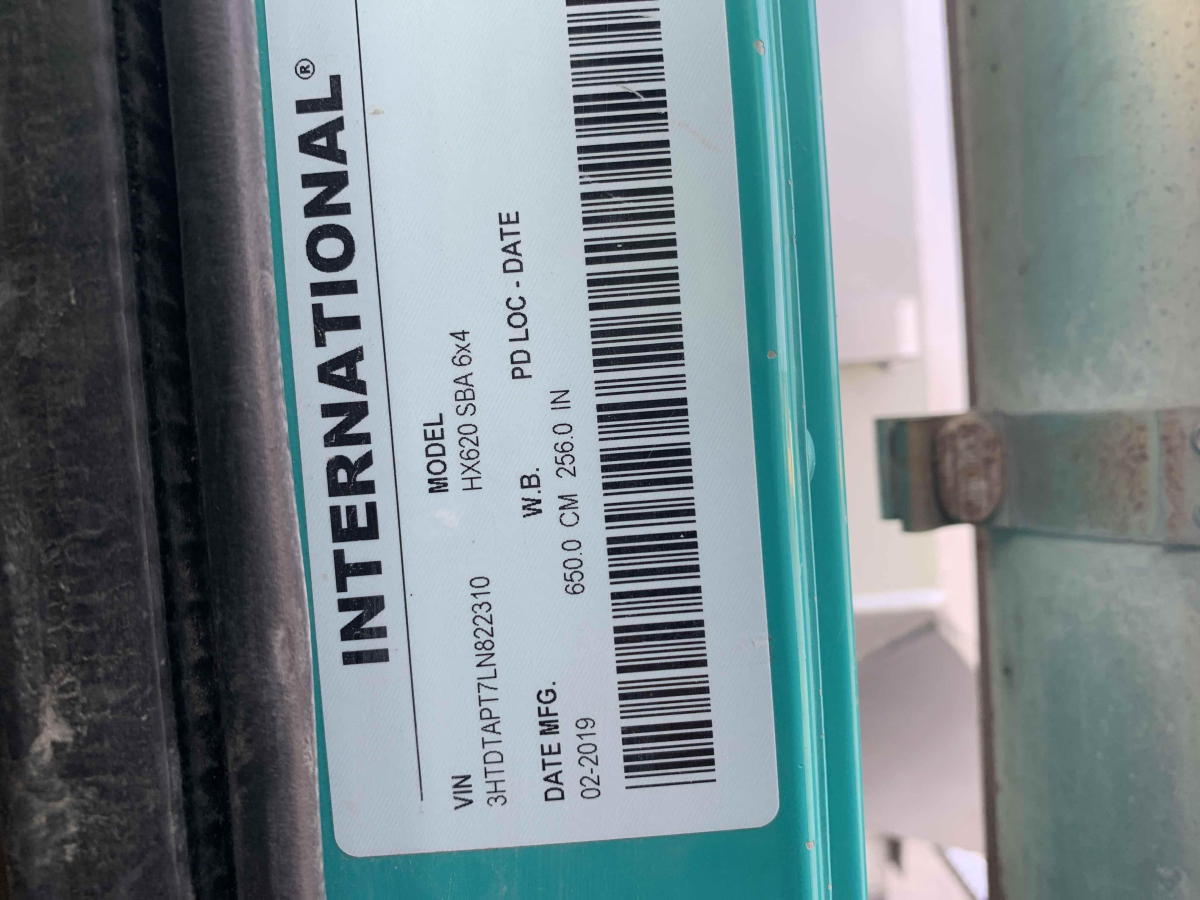 INTERNATIONAL®
VIN MODEL
3HTDTAPT7LN822310 HX620 SBA 6x4
DATE MFG. W.B. PD LOC - DATE
02-2019 650.0 CM 256.0 IN